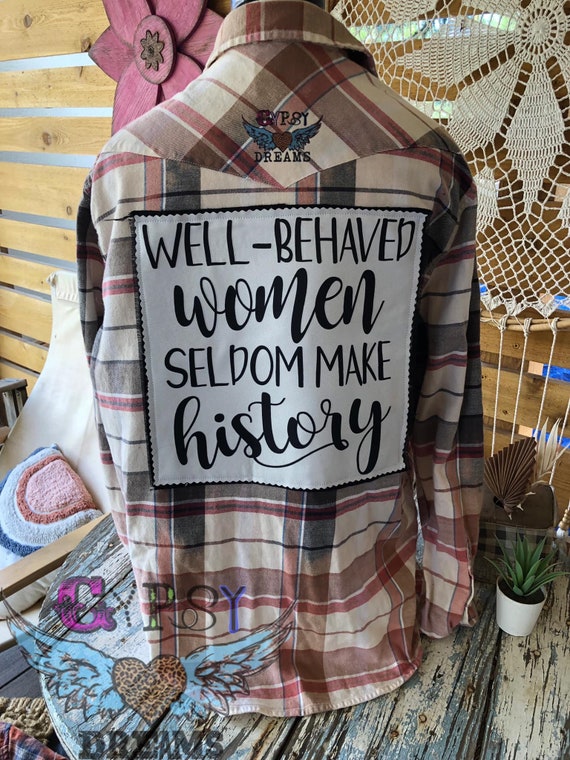 GYPSY
DREAMS
WELL-BEHAVED
women
SELDOM MAKE
history
GYPSY
DREAMS